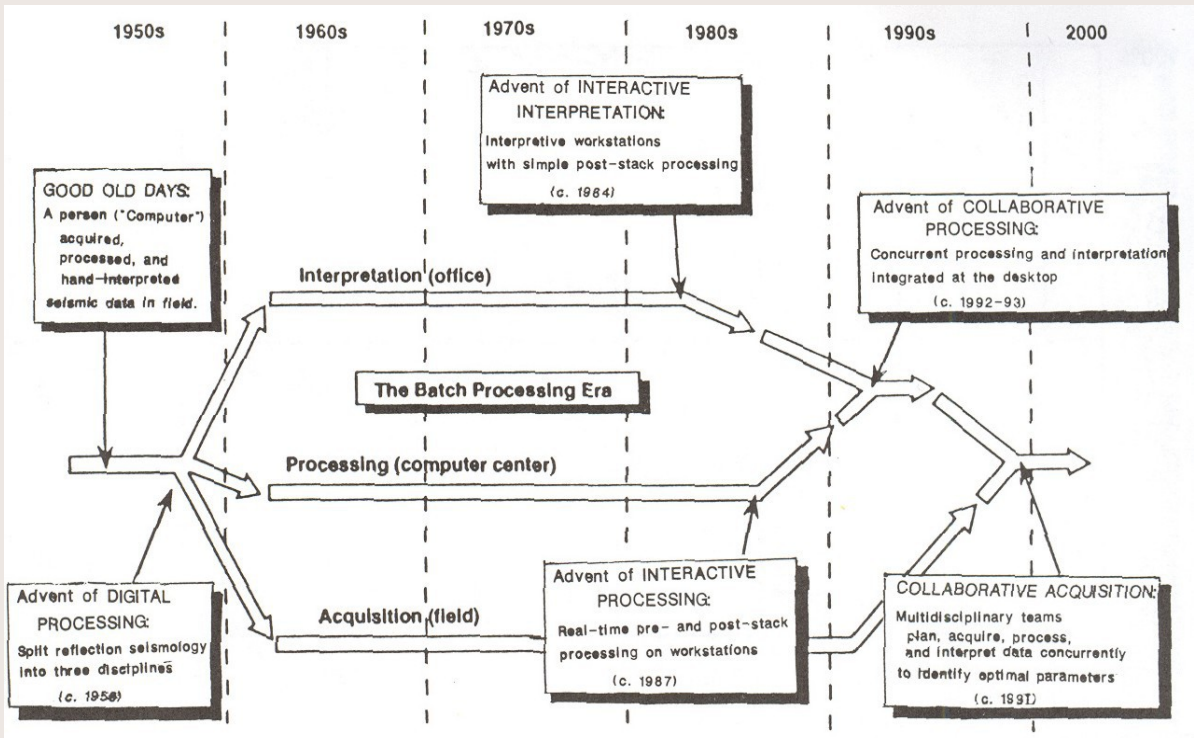 1950s
1960s
1970s
1980s
1990s
2000
Advent of INTERACTIVE
INTERPRETATION:
Interpretive workstations
with simple post-stack processing
(c. 1984)
GOOD OLD DAYS:
A person ("Computer")
acquired,
processed, and
hand-interpreted
seismic data in field.
Advent of COLLABORATIVE
PROCESSING:
Concurrent processing and interpretation
integrated at the desktop
(c. 1992-93)
Interpretation (office)
The Batch Processing Era
Processing (computer center)
Advent of DIGITAL
PROCESSING:
Split reflection seismology
into three disciplines
(c. 1956)
Acquisition (field)
Advent of INTERACTIVE
PROCESSING:
Real-time pre- and post-stack
processing on workstations
(c. 1987)
COLLABORATIVE ACQUISITION:
Multidisciplinary teams
plan, acquire, process,
and interpret data concurrently
to identify optimal parameters